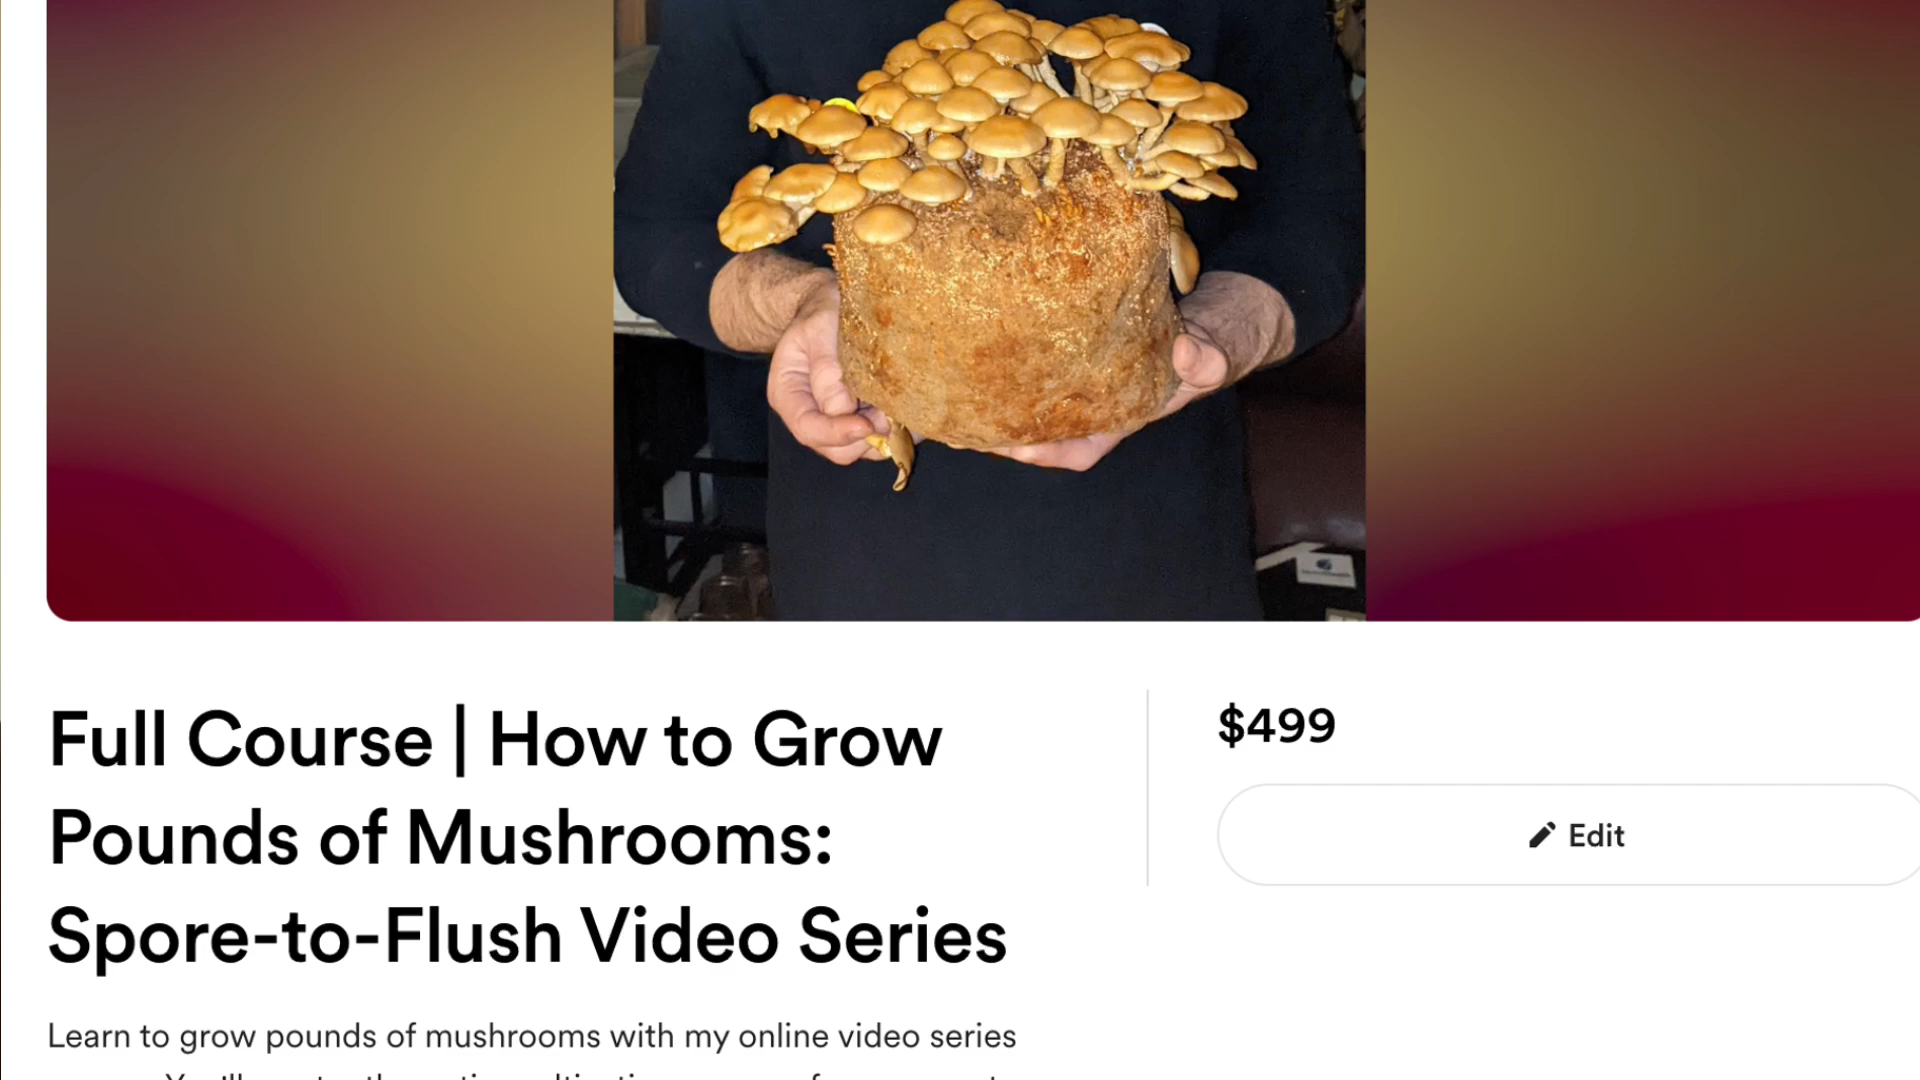 Full Course | How to Grow
Pounds of Mushrooms:
Spore-to-Flush Video Series
$499
Edit
Learn to grow pounds of mushrooms with my online video series